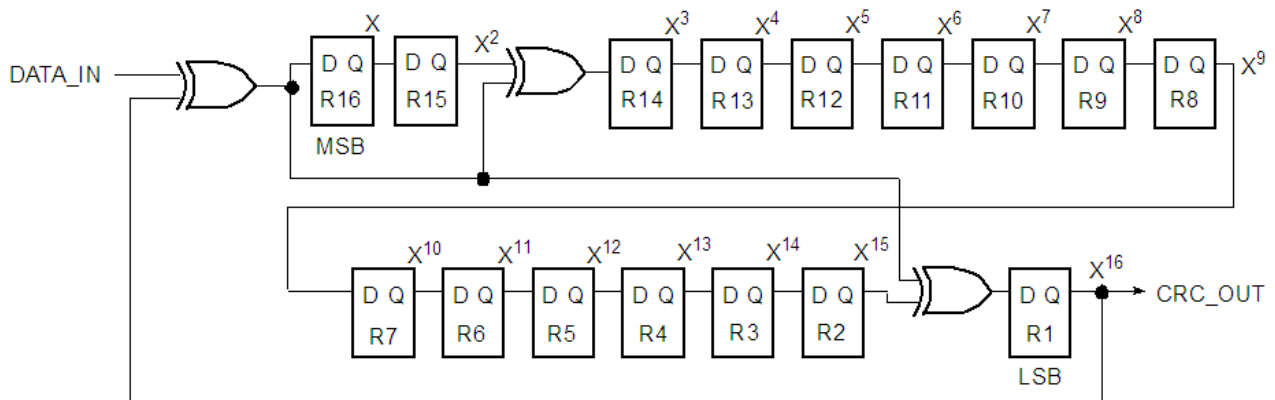 X X² X³ X⁴ X⁵ X⁶ X⁷ X⁸
DATA_IN D Q D Q D Q D Q D Q D Q D Q D Q D Q X⁹
R16 R15 R14 R13 R12 R11 R10 R9 R8
MSB
X¹⁰ X¹¹ X¹² X¹³ X¹⁴ X¹⁵ X¹⁶
D Q D Q D Q D Q D Q D Q D Q CRC_OUT
R7 R6 R5 R4 R3 R2 R1
LSB